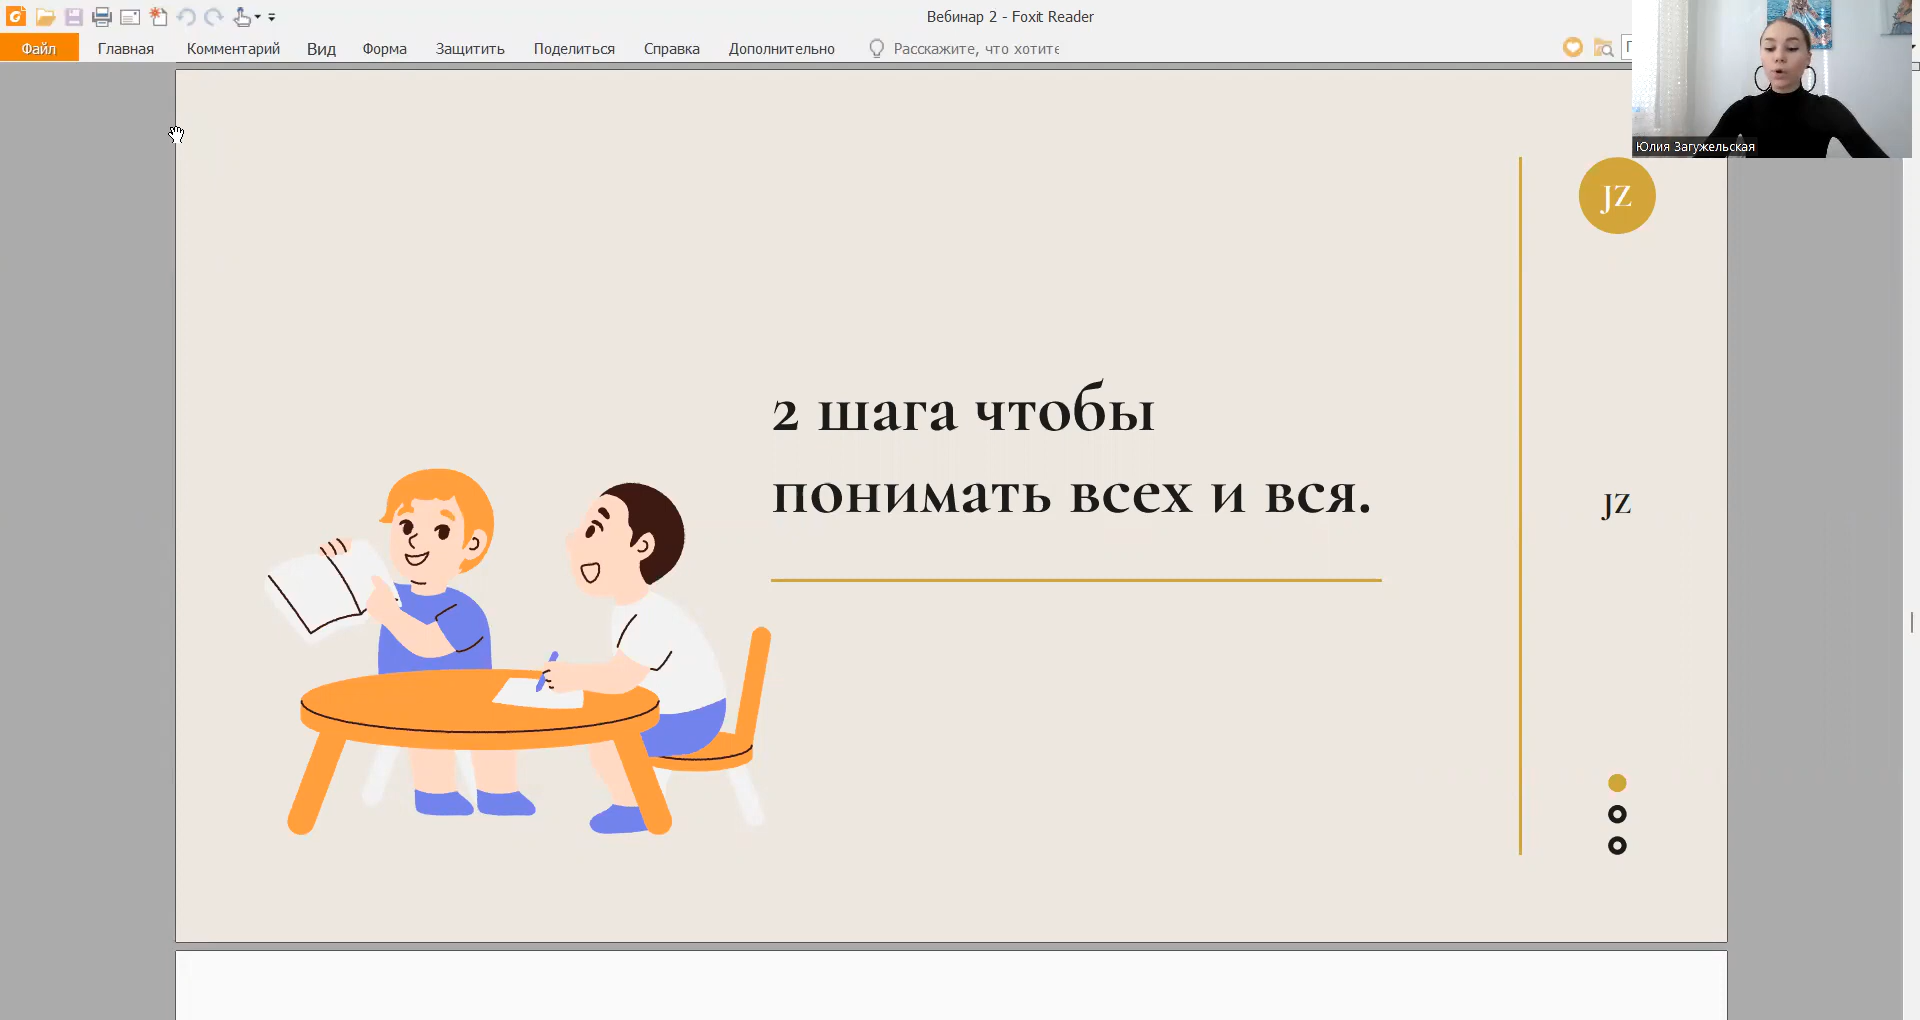 Вебинар 2 - Foxit Reader
Файл Главная Комментарий Вид Форма Защитить Поделиться Справка Дополнительно Расскажите, что хотите
Юлия Загужельская
JZ
2 шага чтобы
понимать всех и вся.
JZ